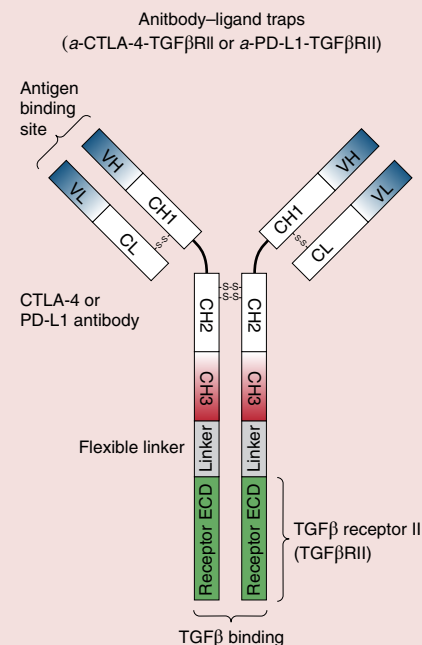 Anitbody–ligand traps
(a-CTLA-4-TGFβRII or a-PD-L1-TGFβRII)
Antigen
binding
site
VH
VL
CH1
CL
-S-S-
VH
VL
CH1
CL
-S-S-
CTLA-4 or
PD-L1 antibody
-S-S-
-S-S-
CH2
CH2
CH3
CH3
Flexible linker
Linker
Linker
Receptor ECD
Receptor ECD
TGFβ receptor II
(TGFβRII)
TGFβ binding